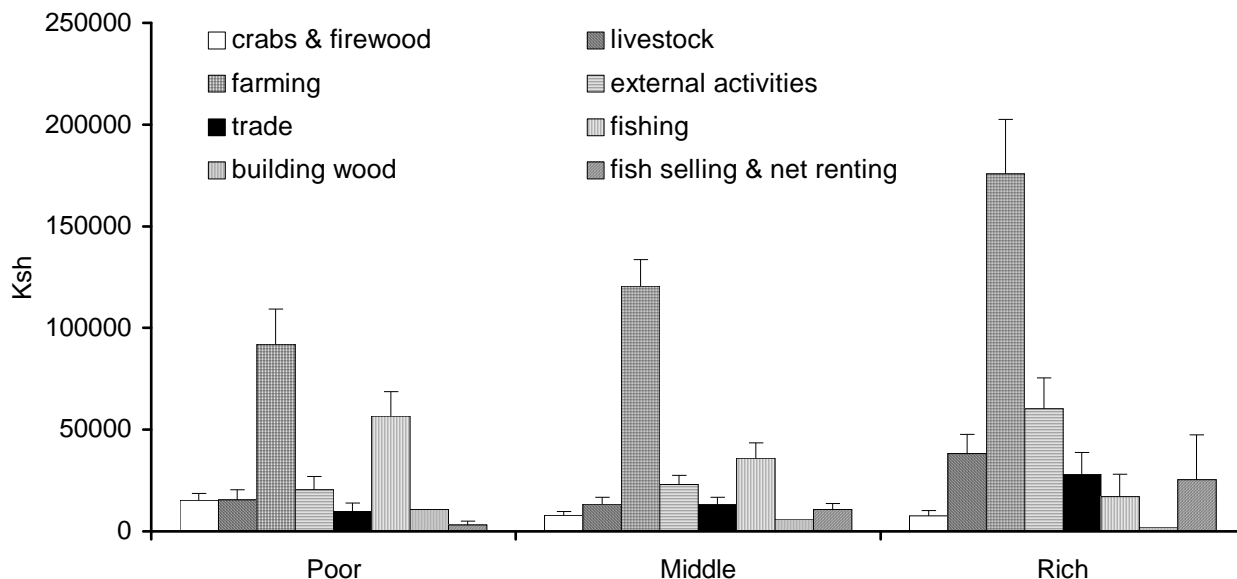 250000
200000
150000
100000
50000
0
Ksh
crabs & firewood
livestock
farming
external activities
trade
fishing
building wood
fish selling & net renting
Poor
Middle
Rich